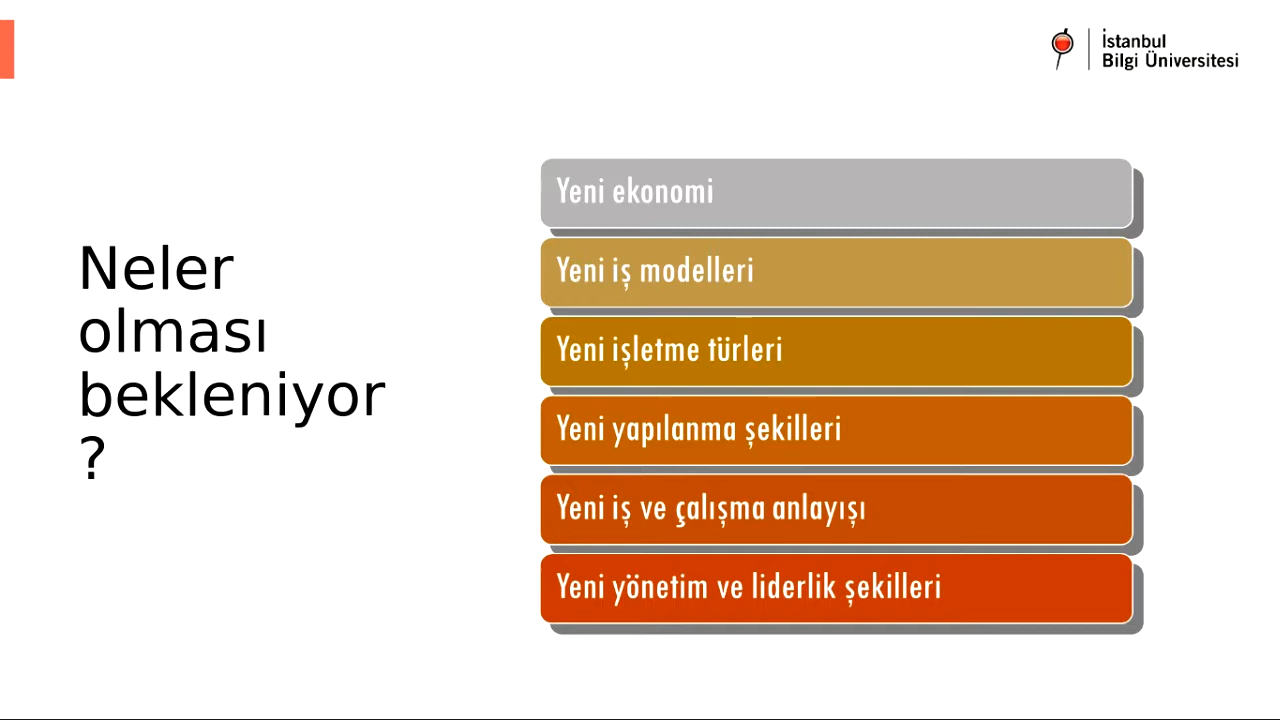 İstanbul
Bilgi Üniversitesi
Neler
olması
bekleniyor
?
Yeni ekonomi
Yeni iş modelleri
Yeni işletme türleri
Yeni yapılanma şekilleri
Yeni iş ve çalışma anlayışı
Yeni yönetim ve liderlik şekilleri